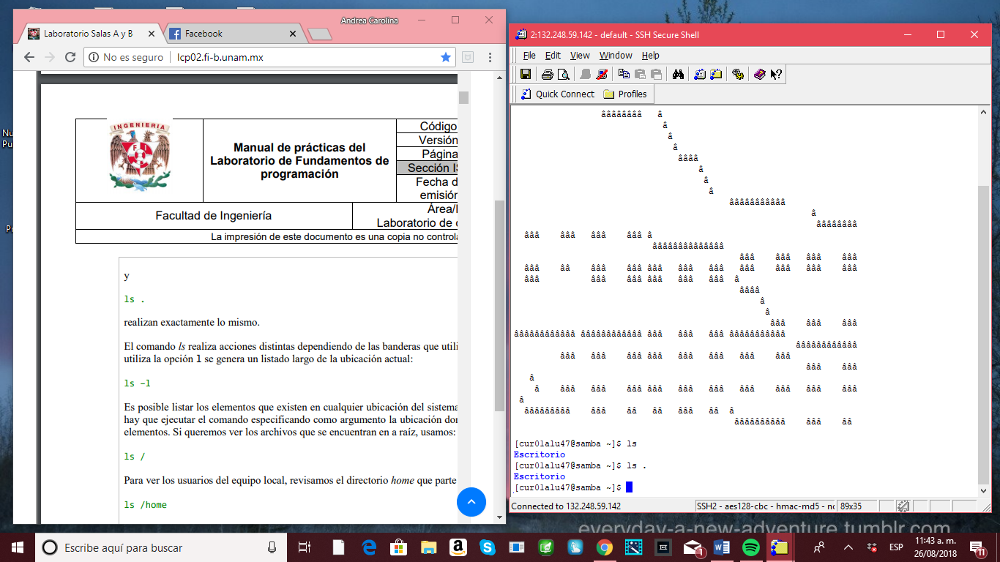 Andrea Carolina
Laboratorio Salas A y B
Facebook
No es seguro
lcp02.fi-b.unam.mx
INGENIERIA
Manual de prácticas del
Laboratorio de Fundamentos de
programación
Código
Versión
Página
Sección IS
Fecha d
emisión
Facultad de Ingeniería
Área/
Laboratorio de
La impresión de este documento es una copia no controla
y
ls .
realizan exactamente lo mismo.
El comando ls realiza acciones distintas dependiendo de las banderas que utili
utiliza la opción l se genera un listado largo de la ubicación actual:
ls –l
Es posible listar los elementos que existen en cualquier ubicación del sistema
hay que ejecutar el comando especificando como argumento la ubicación don
elementos. Si queremos ver los archivos que se encuentran en a raíz, usamos:
ls /
Para ver los usuarios del equipo local, revisamos el directorio home que parte
ls /home
2:132.248.59.142 - default - SSH Secure Shell
File Edit View Window Help
Quick Connect Profiles
âââââââââ â
â
â
â
ââââ
â
â
â
âââââââââââ
â
ââââââââ
âââ âââ âââ âââ â
ââââââââââââââ
âââ âââ âââ âââ
âââ ââ âââ âââ âââ âââ âââ âââ âââ âââ âââ
âââ âââ âââ âââ âââ âââ â
ââââ
â
â
âââ âââ âââ
ââââââââââââ ââââââââââââ âââ âââ âââ âââââââââââ
ââââââââââââ
âââ âââ âââ âââ âââ âââ âââ âââ
âââ âââ
â
â âââ âââ âââ âââ âââ âââ âââ âââ âââ âââ
â
âââââââââ âââ ââ ââ âââ ââ â
ââââââââââ âââ ââ
[cur01alu47@samba ~]$ ls
Escritorio
[cur01alu47@samba ~]$ ls .
Escritorio
[cur01alu47@samba ~]$
Connected to 132.248.59.142
SSH2 - aes128-cbc - hmac-md5 - nc
89x35
everyday-a-new-adventure.tumblr.com
Nu
Pu
Pr
Escribe aquí para buscar
1
ESP
11:43 a. m.
26/08/2018
11